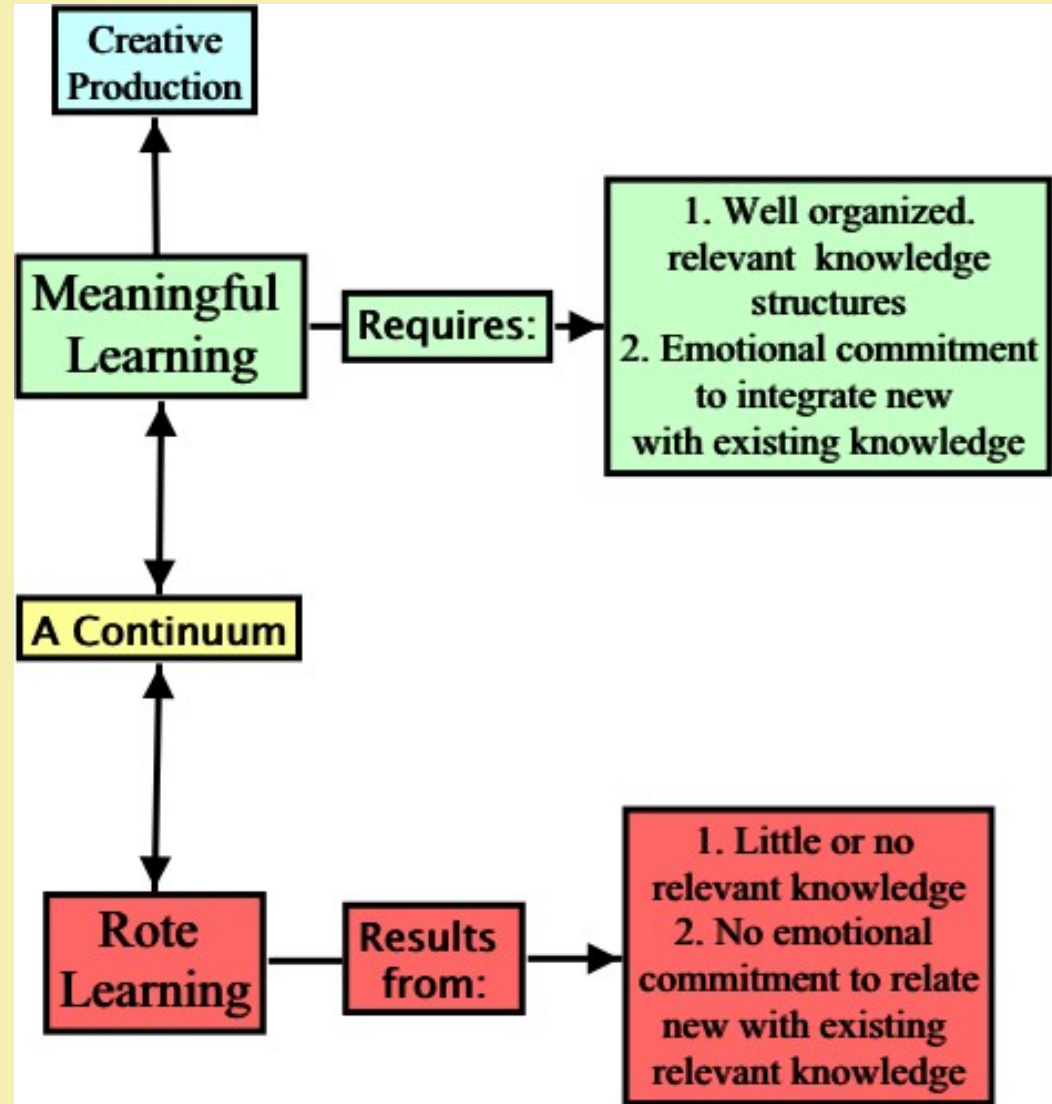 Creative
Production
Meaningful
Learning
Requires:
1. Well organized.
relevant knowledge
structures
2. Emotional commitment
to integrate new
with existing knowledge
A Continuum
Rote
Learning
Results
from:
1. Little or no
relevant knowledge
2. No emotional
commitment to relate
new with existing
relevant knowledge